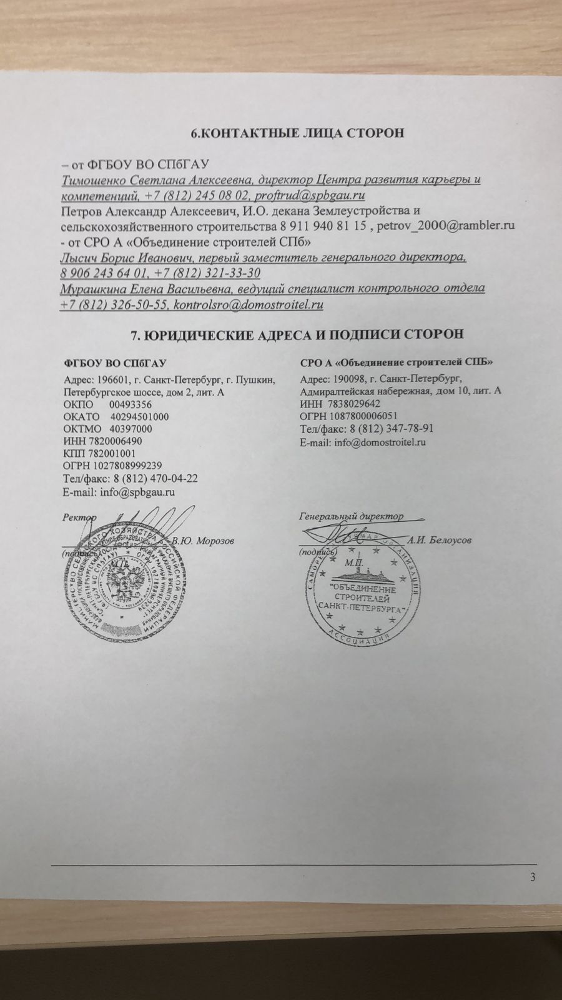 6.КОНТАКТНЫЕ ЛИЦА СТОРОН
– от ФГБОУ ВО СПбГАУ
Тимошенко Светлана Алексеевна, директор Центра развития карьеры и
компетенций, +7 (812) 245 08 02, proftrud@spbgau.ru
Петров Александр Алексеевич, И.О. декана Землеустройства и
сельскохозяйственного строительства 8 911 940 81 15 , petrov_2000@rambler.ru
- от СРО А «Объединение строителей СПб»
Лысич Борис Иванович, первый заместитель генерального директора,
8 906 243 64 01, +7 (812) 321-33-30
Мурашкина Елена Васильевна, ведущий специалист контрольного отдела
+7 (812) 326-50-55, kontrolsro@domostroitel.ru
7. ЮРИДИЧЕСКИЕ АДРЕСА И ПОДПИСИ СТОРОН
ФГБОУ ВО СПбГАУ
Адрес: 196601, г. Санкт-Петербург, г. Пушкин,
Петербургское шоссе, дом 2, лит. А
ОКПО 00493356
ОКАТО 40294501000
ОКТМО 40397000
ИНН 7820006490
КПП 782001001
ОГРН 1027808999239
Тел/факс: 8 (812) 470-04-22
E-mail: info@spbgau.ru
Ректор
В.Ю. Морозов
(подпись)
М.П.
МИНИСТЕРСТВО СЕЛЬСКОГО ХОЗЯЙСТВА РОССИЙСКОЙ ФЕДЕРАЦИИ
СРО А «Объединение строителей СПБ»
Адрес: 190098, г. Санкт-Петербург,
Адмиралтейская набережная, дом 10, лит. А
ИНН 7838029642
ОГРН 1087800006051
Тел/факс: 8 (812) 347-78-91
E-mail: info@domostroitel.ru
Генеральный директор
А.И. Белоусов
(подпись)
М.П.
"ОБЪЕДИНЕНИЕ
СТРОИТЕЛЕЙ
САНКТ-ПЕТЕРБУРГА"
АССОЦИАЦИЯ
3